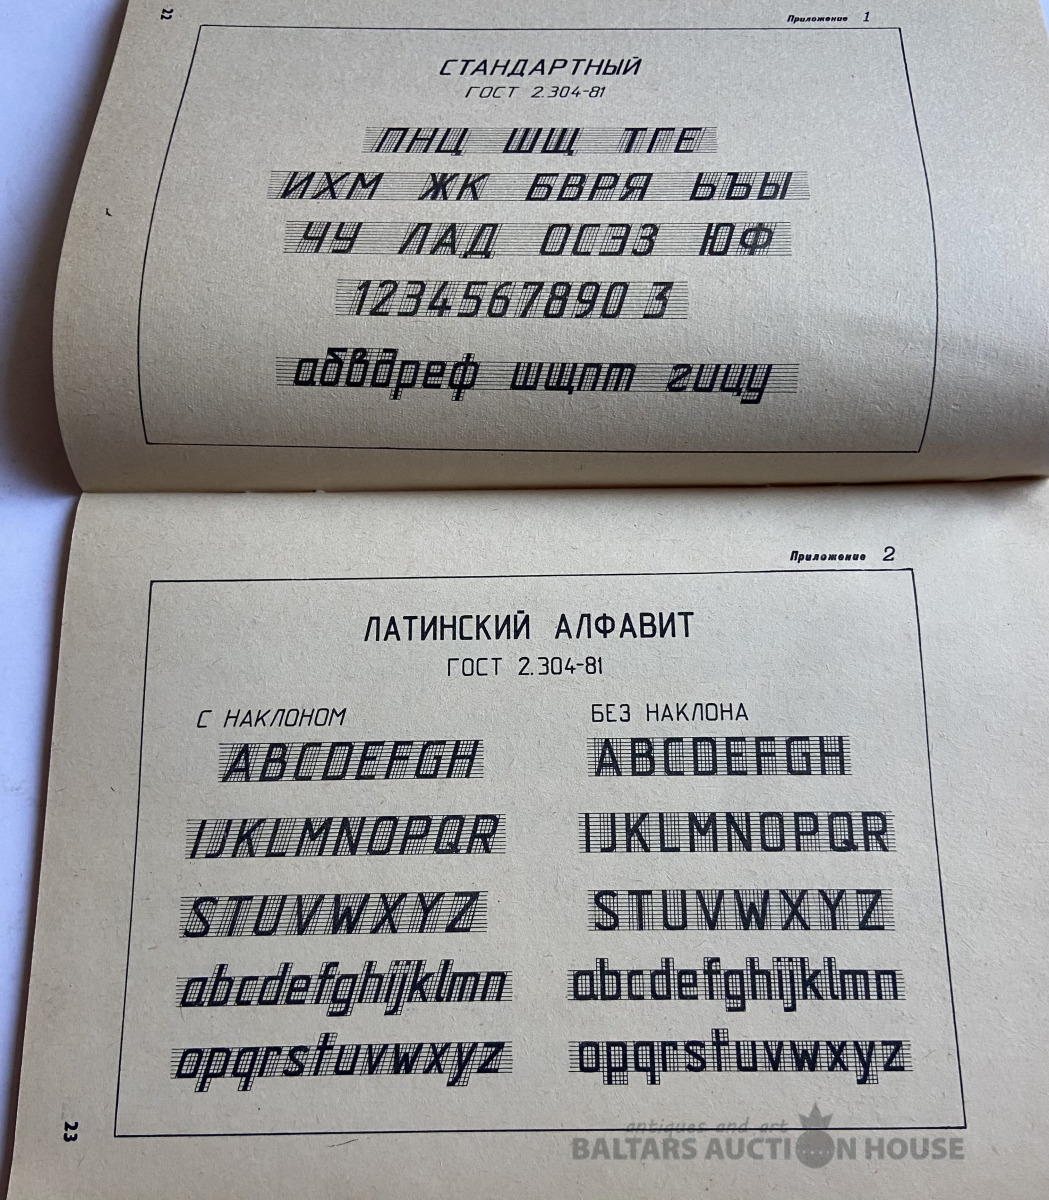 22
Приложение 1
СТАНДАРТНЫЙ
ГОСТ 2.304-81
ПНЦ ШЩ ТГЕ
ИХМ ЖК БВРЯ ЬЪЫ
ЧУ ЛАД ОСЭЗ ЮФ
1234567890 3
абвдреф шщпт гицу
Приложение 2
ЛАТИНСКИЙ АЛФАВИТ
ГОСТ 2.304-81
С НАКЛОНОМ БЕЗ НАКЛОНА
ABCDEFGH ABCDEFGH
IJKLMNOPQR IJKLMNOPQR
STUVWXYZ STUVWXYZ
abcdefghijklmn abcdefghijklmn
opqrstuvwxyz opqrstuvwxyz
23
antiques and art
BALTARS AUCTION HOUSE